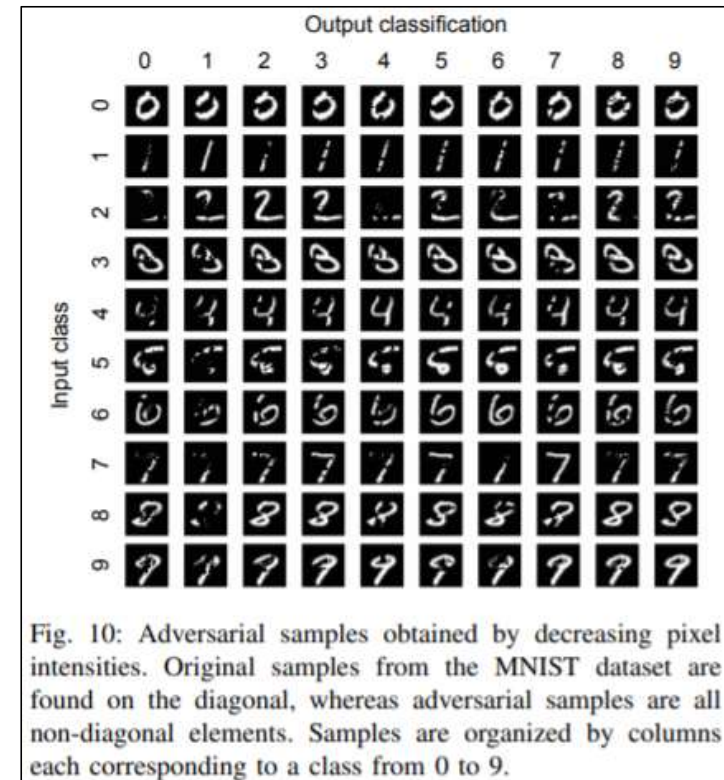 Output classification
0 1 2 3 4 5 6 7 8 9
Input class
0
1
2
3
4
5
6
7
8
9
Fig. 10: Adversarial samples obtained by decreasing pixel
intensities. Original samples from the MNIST dataset are
found on the diagonal, whereas adversarial samples are all
non-diagonal elements. Samples are organized by columns
each corresponding to a class from 0 to 9.